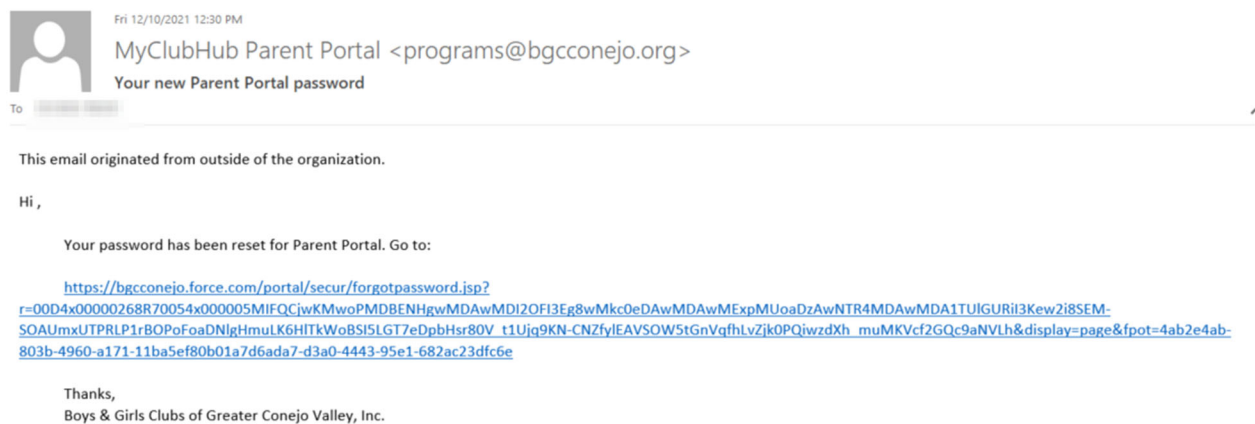 Fri 12/10/2021 12:30 PM
MyClubHub Parent Portal <programs@bgcconejo.org>
Your new Parent Portal password
To
This email originated from outside of the organization.
Hi ,
Your password has been reset for Parent Portal. Go to:
https://bgcconejo.force.com/portal/secur/forgotpassword.jsp?
r=00D4x00000268R70054x000005MIFQCjwKMwoPMDBENHgwMDAwMDI2OFI3Eg8wMkc0eDAwMDAwMExpMUoaDzAwNTR4MDAwMDA1TUlGURiI3Kew2i8SEM-
SOAUmxUTPRLP1rBOPoFoaDNlgHmuLK6HlTkWoBSI5LGT7eDpbHsr80V_t1Ujq9KN-CNZfylEAVSOW5tGnVqfhLvZjk0PQiwzdXh_muMKVcf2GQc9aNVLh&display=page&fpot=4ab2e4ab-
803b-4960-a171-11ba5ef80b01a7d6ada7-d3a0-4443-95e1-682ac23dfc6e
Thanks,
Boys & Girls Clubs of Greater Conejo Valley, Inc.